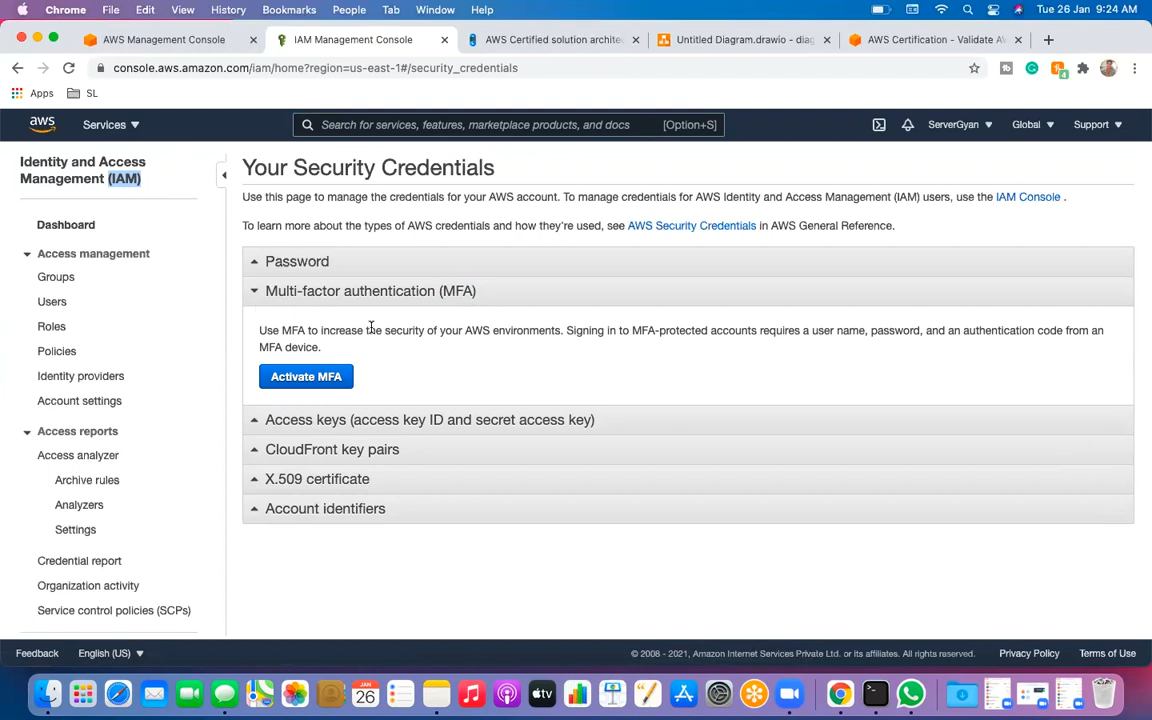 Chrome File Edit View History Bookmarks People Tab Window Help Tue 26 Jan 9:24 AM
AWS Management Console IAM Management Console AWS Certified solution archite Untitled Diagram.drawio - diag AWS Certification - Validate AW
console.aws.amazon.com/iam/home?region=us-east-1#/security_credentials
4
Apps SL
aws Services Search for services, features, marketplace products, and docs [Option+S] ServerGyan Global Support
Identity and Access
Management (IAM)
Dashboard
Access management
Groups
Users
Roles
Policies
Identity providers
Account settings
Access reports
Access analyzer
Archive rules
Analyzers
Settings
Credential report
Organization activity
Service control policies (SCPs)
Your Security Credentials
Use this page to manage the credentials for your AWS account. To manage credentials for AWS Identity and Access Management (IAM) users, use the IAM Console .
To learn more about the types of AWS credentials and how they're used, see AWS Security Credentials in AWS General Reference.
Password
Multi-factor authentication (MFA)
Use MFA to increase the security of your AWS environments. Signing in to MFA-protected accounts requires a user name, password, and an authentication code from an
MFA device.
Activate MFA
Access keys (access key ID and secret access key)
CloudFront key pairs
X.509 certificate
Account identifiers
Feedback English (US) © 2008 - 2021, Amazon Internet Services Private Ltd. or its affiliates. All rights reserved. Privacy Policy Terms of Use
JAN
26
tv